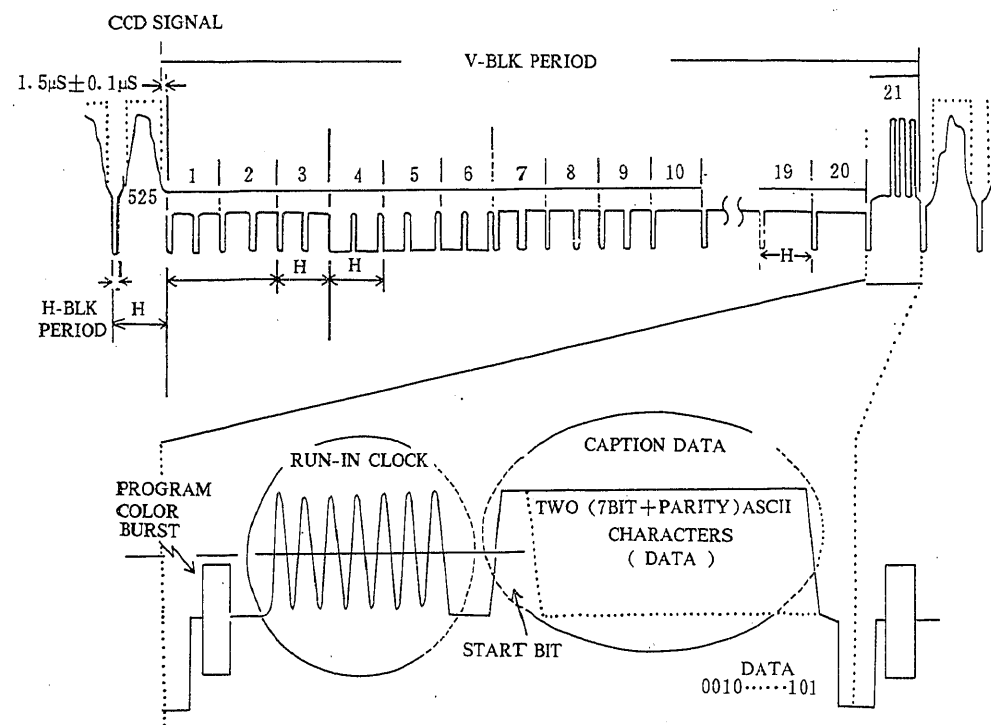 CCD SIGNAL
V-BLK PERIOD
1.5μS±0.1μS
21
525
1 2 3 4 5 6 7 8 9 10 19 20
H H H
H-BLK
PERIOD
H
RUN-IN CLOCK
CAPTION DATA
PROGRAM
COLOR
BURST
TWO (7BIT+PARITY) ASCII
CHARACTERS
( DATA )
START BIT
DATA
0010······101